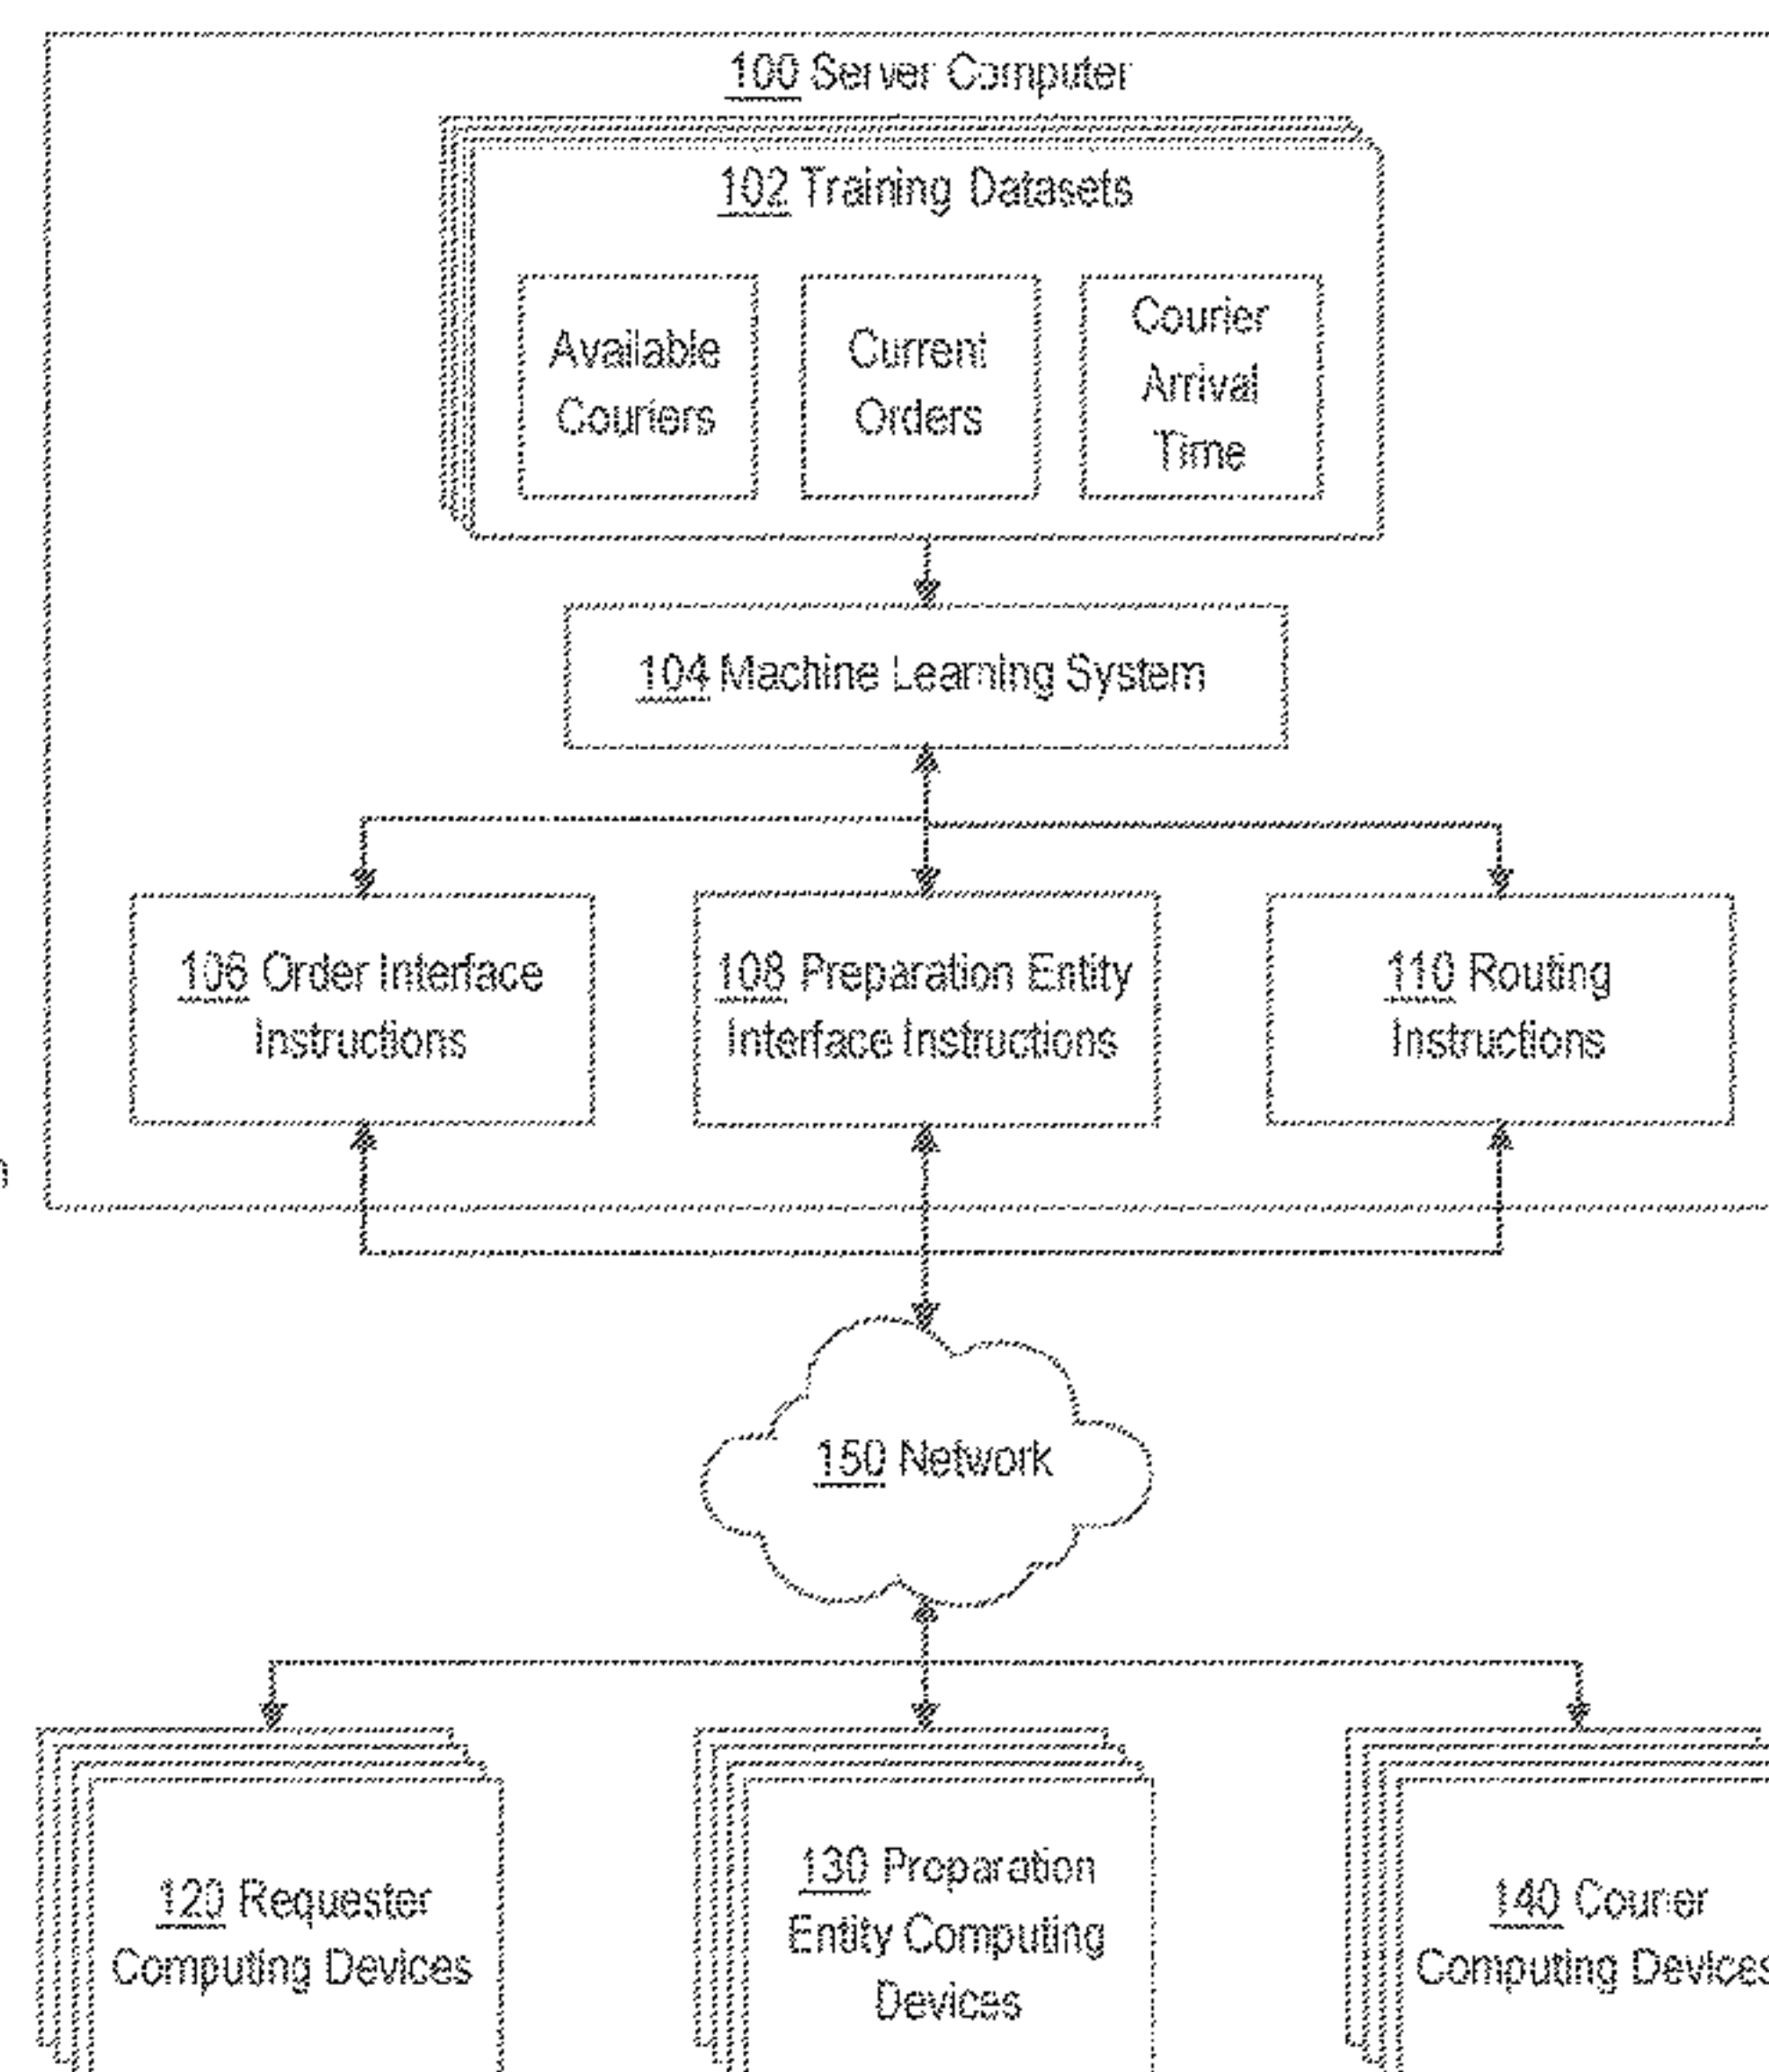 100 Server Computer
102 Training Datasets
Available
Couriers
Current
Orders
Courier
Arrival
Time
104 Machine Learning System
106 Order Interface
Instructions
108 Preparation Entity
Interface Instructions
110 Routing
Instructions
150 Network
120 Requester
Computing Devices
130 Preparation
Entity Computing
Devices
140 Courier
Computing Devices